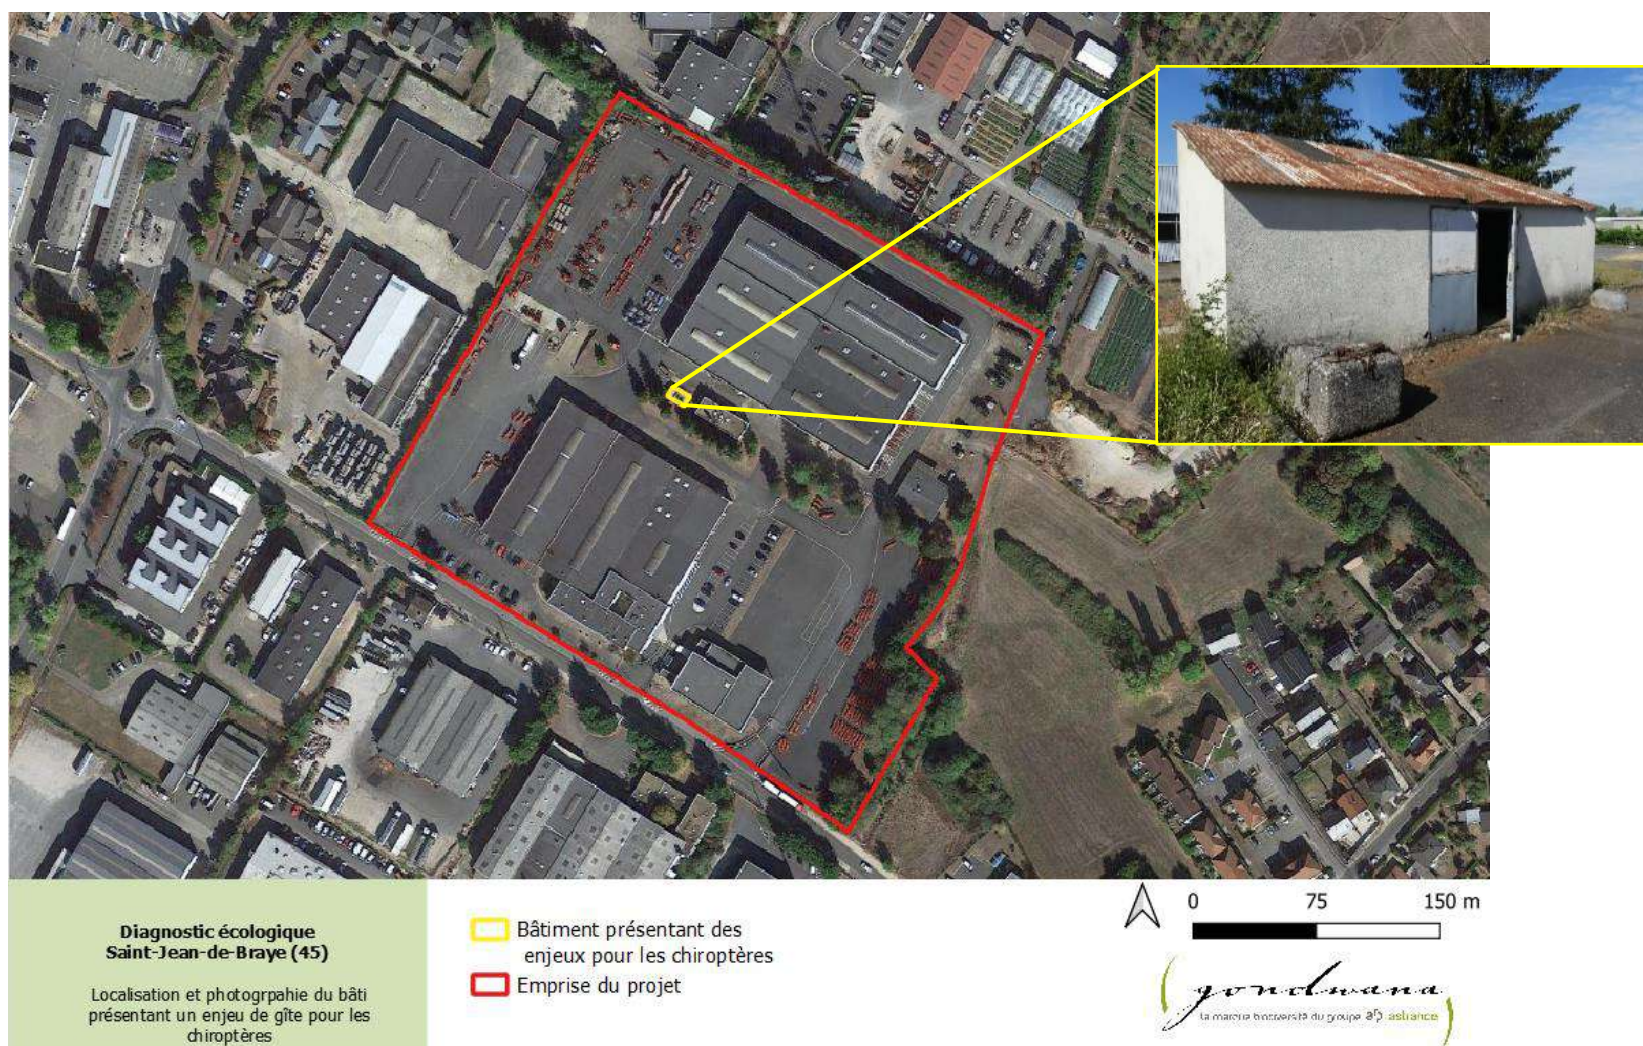 Diagnostic écologique
Saint-Jean-de-Braye (45)
Localisation et photogrpahie du bâti
présentant un enjeu de gîte pour les
chiroptères
Bâtiment présentant des
enjeux pour les chiroptères
Emprise du projet
0 75 150 m
gondwana
la marque biodiversité du groupe arp astrance